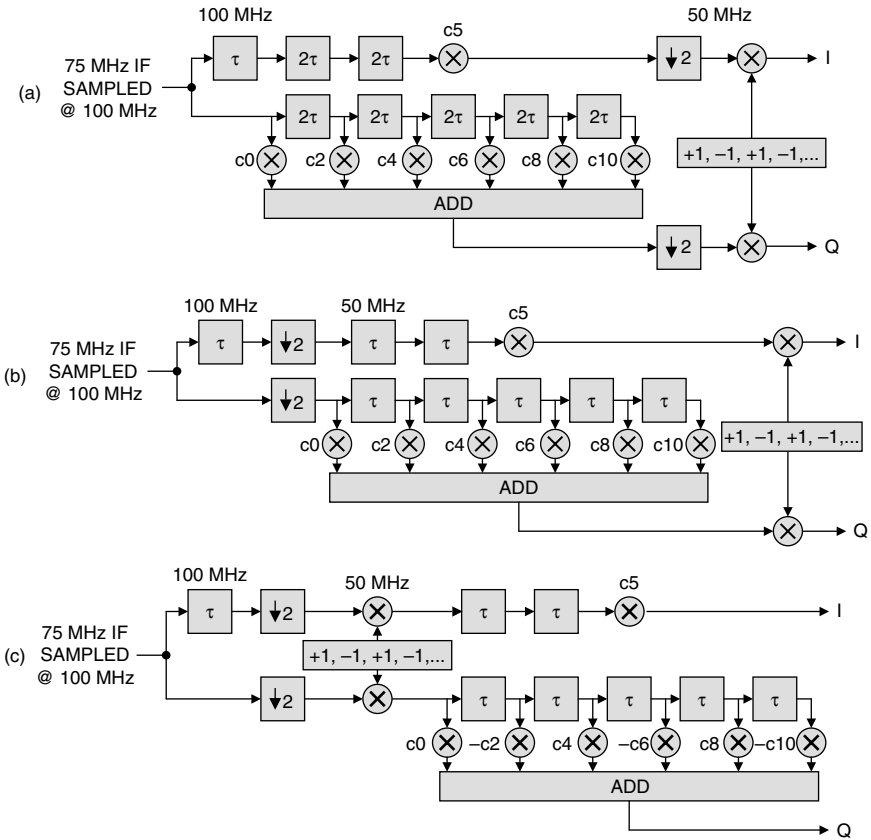 100 MHz
50 MHz
c5
75 MHz IF
SAMPLED
@ 100 MHz
(a)
τ
2τ
2τ
↓2
I
2τ
2τ
2τ
2τ
2τ
+1, –1, +1, –1,...
c0
c2
c4
c6
c8
c10
ADD
↓2
Q
100 MHz
50 MHz
c5
75 MHz IF
SAMPLED
@ 100 MHz
(b)
τ
↓2
τ
τ
I
↓2
τ
τ
τ
τ
τ
+1, –1, +1, –1,...
c0
c2
c4
c6
c8
c10
ADD
Q
100 MHz
50 MHz
c5
75 MHz IF
SAMPLED
@ 100 MHz
(c)
τ
↓2
τ
τ
I
+1, –1, +1, –1,...
↓2
τ
τ
τ
τ
τ
c0
–c2
c4
–c6
c8
–c10
ADD
Q